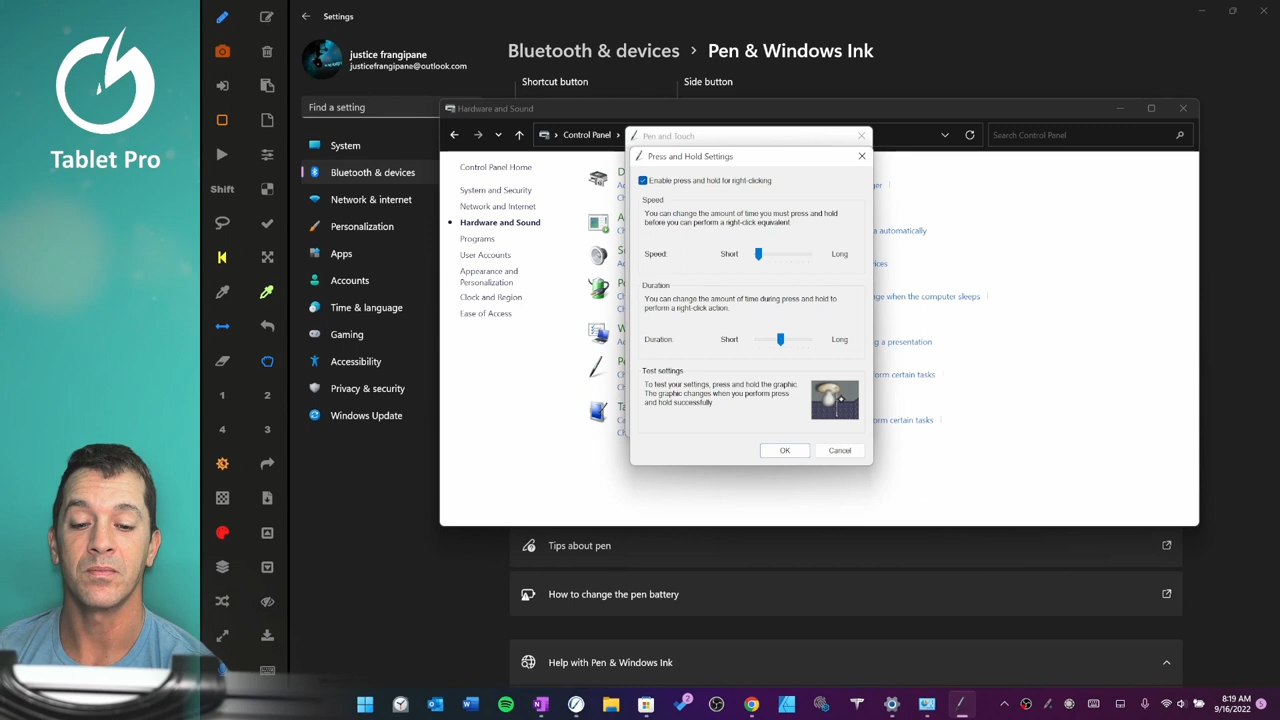 Tablet Pro
Shift
1
2
4
3
Settings
justice frangipane
justicefrangipane@outlook.com
Find a setting
System
Bluetooth & devices
Network & internet
Personalization
Apps
Accounts
Time & language
Gaming
Accessibility
Privacy & security
Windows Update
Bluetooth & devices › Pen & Windows Ink
Shortcut button
Side button
Hardware and Sound
Control Panel
Search Control Panel
Control Panel Home
System and Security
Network and Internet
Hardware and Sound
Programs
User Accounts
Appearance and
Personalization
Clock and Region
Ease of Access
a automatically
ices
nge when the computer sleeps
g a presentation
orm certain tasks
orm certain tasks
Pen and Touch
Press and Hold Settings
Enable press and hold for right-clicking
Speed
You can change the amount of time you must press and hold
before you can perform a right-click equivalent.
Speed:
Short
Long
Duration
You can change the amount of time during press and hold to
perform a right-click action.
Duration:
Short
Long
Test settings
To test your settings, press and hold the graphic.
The graphic changes when you perform press
and hold successfully
OK
Cancel
Tips about pen
How to change the pen battery
Help with Pen & Windows Ink
2
8:19 AM
9/16/2022